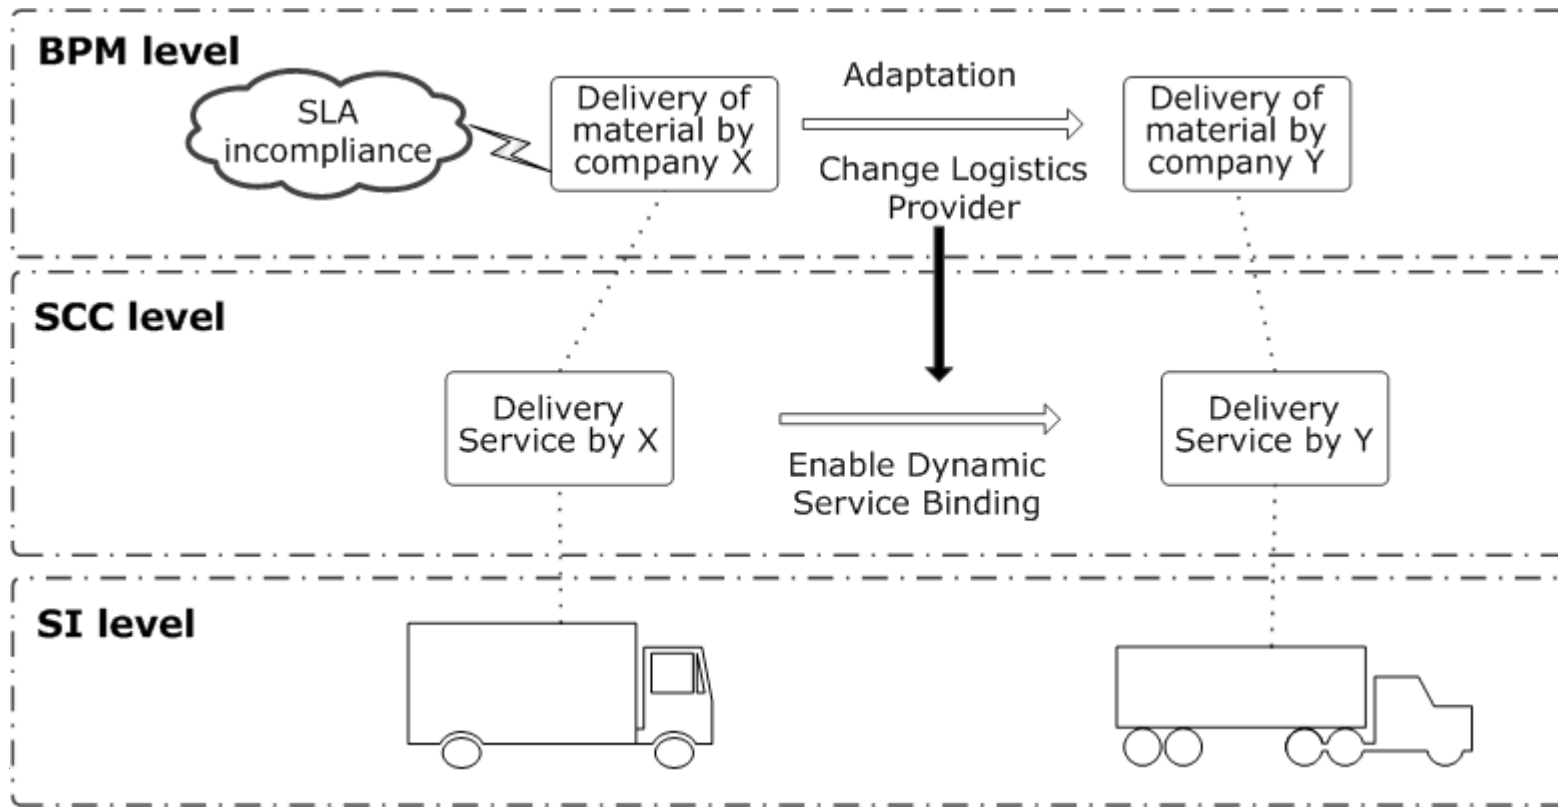 BPM level
SLA
incompliance
Delivery of
material by
company X
Adaptation
Change Logistics
Provider
Delivery of
material by
company Y
SCC level
Delivery
Service by X
Enable Dynamic
Service Binding
Delivery
Service by Y
SI level